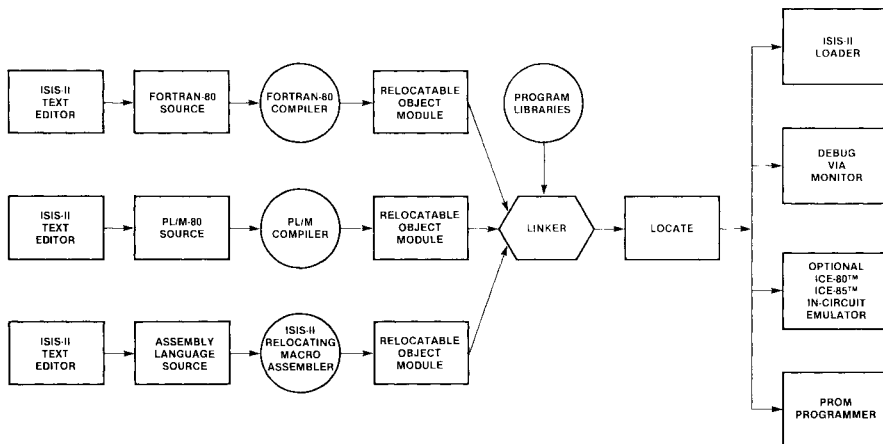 ISIS-II
LOADER
ISIS-II
TEXT
EDITOR
FORTRAN-80
SOURCE
FORTRAN-80
COMPILER
RELOCATABLE
OBJECT
MODULE
PROGRAM
LIBRARIES
DEBUG
VIA
MONITOR
ISIS-II
TEXT
EDITOR
PL/M-80
SOURCE
PL/M
COMPILER
RELOCATABLE
OBJECT
MODULE
LINKER
LOCATE
OPTIONAL
ICE-80™
ICE-85™
IN-CIRCUIT
EMULATOR
ISIS-II
TEXT
EDITOR
ASSEMBLY
LANGUAGE
SOURCE
ISIS-II
RELOCATING
MACRO
ASSEMBLER
RELOCATABLE
OBJECT
MODULE
PROM
PROGRAMMER